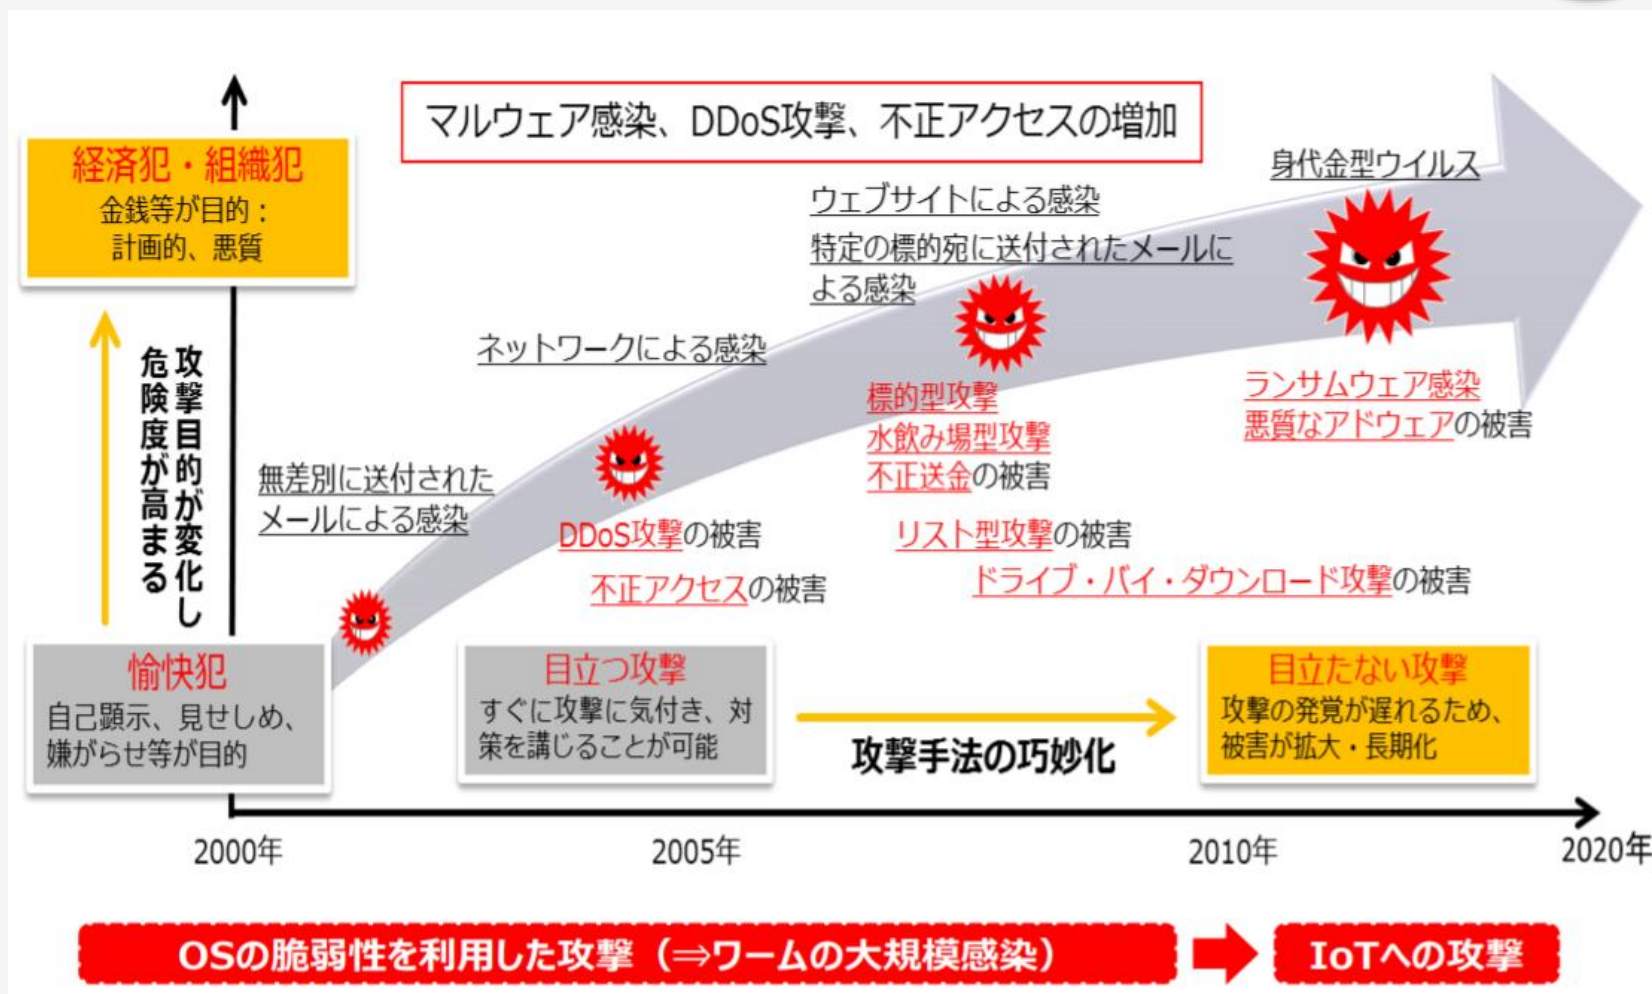 マルウェア感染、DDoS攻撃、不正アクセスの増加
経済犯・組織犯
金銭等が目的：
計画的、悪質
攻撃目的が変化し
危険度が高まる
愉快犯
自己顕示、見せしめ、
嫌がらせ等が目的
無差別に送付された
メールによる感染
ネットワークによる感染
DDoS攻撃の被害
不正アクセスの被害
ウェブサイトによる感染
特定の標的宛に送付されたメールに
よる感染
標的型攻撃
水飲み場型攻撃
不正送金の被害
リスト型攻撃の被害
ドライブ・バイ・ダウンロード攻撃の被害
身代金型ウイルス
ランサムウェア感染
悪質なアドウェアの被害
目立つ攻撃
すぐに攻撃に気付き、対
策を講じることが可能
攻撃手法の巧妙化
目立たない攻撃
攻撃の発覚が遅れるため、
被害が拡大・長期化
2000年
2005年
2010年
2020年
OSの脆弱性を利用した攻撃（⇒ワームの大規模感染）
IoTへの攻撃